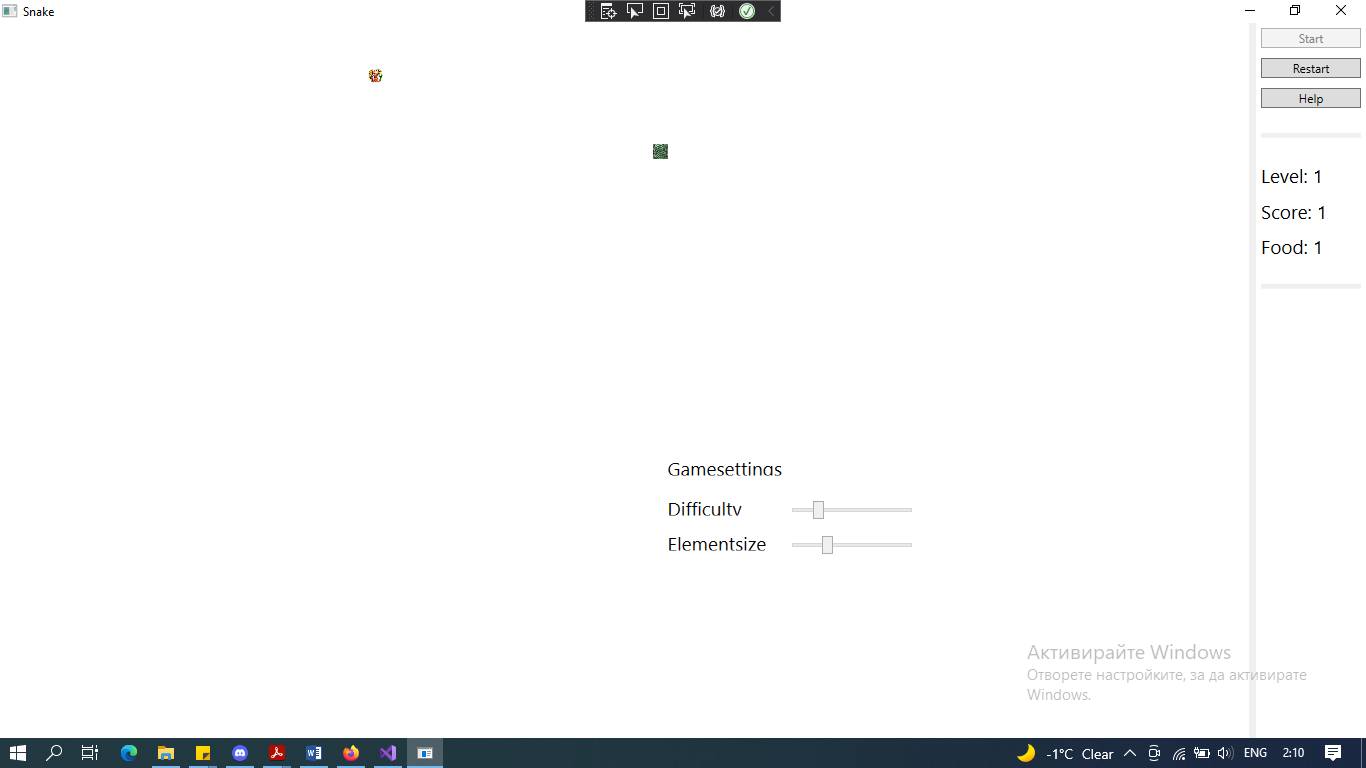 Snake
Start
Restart
Help
Level: 1
Score: 1
Food: 1
Gamesettings
Difficulty
Elementsize
Активирайте Windows
Отворете настройките, за да активирате
Windows.
-1°C Clear
ENG
2:10